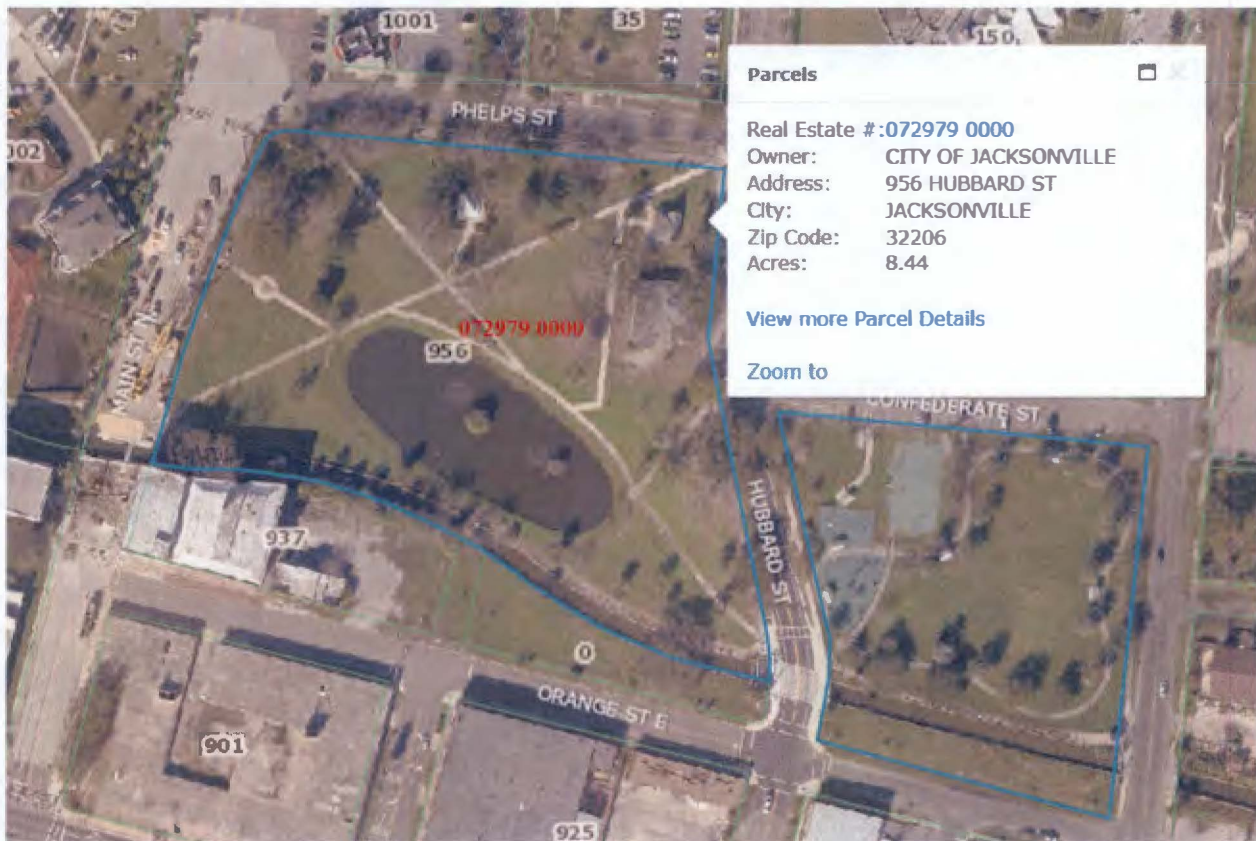 1001
35
150
PHELPS ST
Parcels
Real Estate #:072979 0000
Owner: CITY OF JACKSONVILLE
Address: 956 HUBBARD ST
City: JACKSONVILLE
Zip Code: 32206
Acres: 8.44
View more Parcel Details
Zoom to
002
MAIN ST N
072979 0000
956
CONFEDERATE ST
HUBBARD ST
937
0
ORANGE ST E
901
925